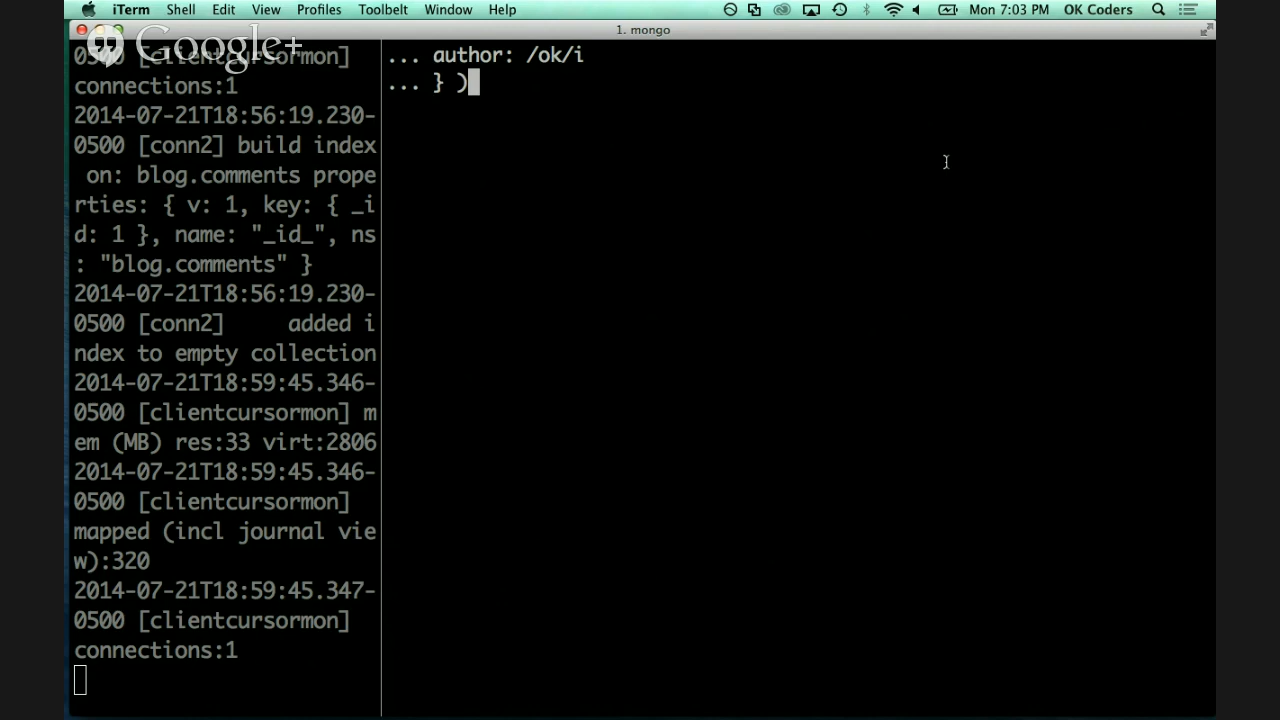 iTerm Shell Edit View Profiles Toolbelt Window Help Mon 7:03 PM OK Coders
1. mongo
Google+
0500 [clientcursormon]
connections:1
2014-07-21T18:56:19.230-
0500 [conn2] build index
on: blog.comments prope
rties: { v: 1, key: { _i
d: 1 }, name: "_id_", ns
: "blog.comments" }
2014-07-21T18:56:19.230-
0500 [conn2] added i
ndex to empty collection
2014-07-21T18:59:45.346-
0500 [clientcursormon] m
em (MB) res:33 virt:2806
2014-07-21T18:59:45.346-
0500 [clientcursormon]
mapped (incl journal vie
w):320
2014-07-21T18:59:45.347-
0500 [clientcursormon]
connections:1
... author: /ok/i
... } )